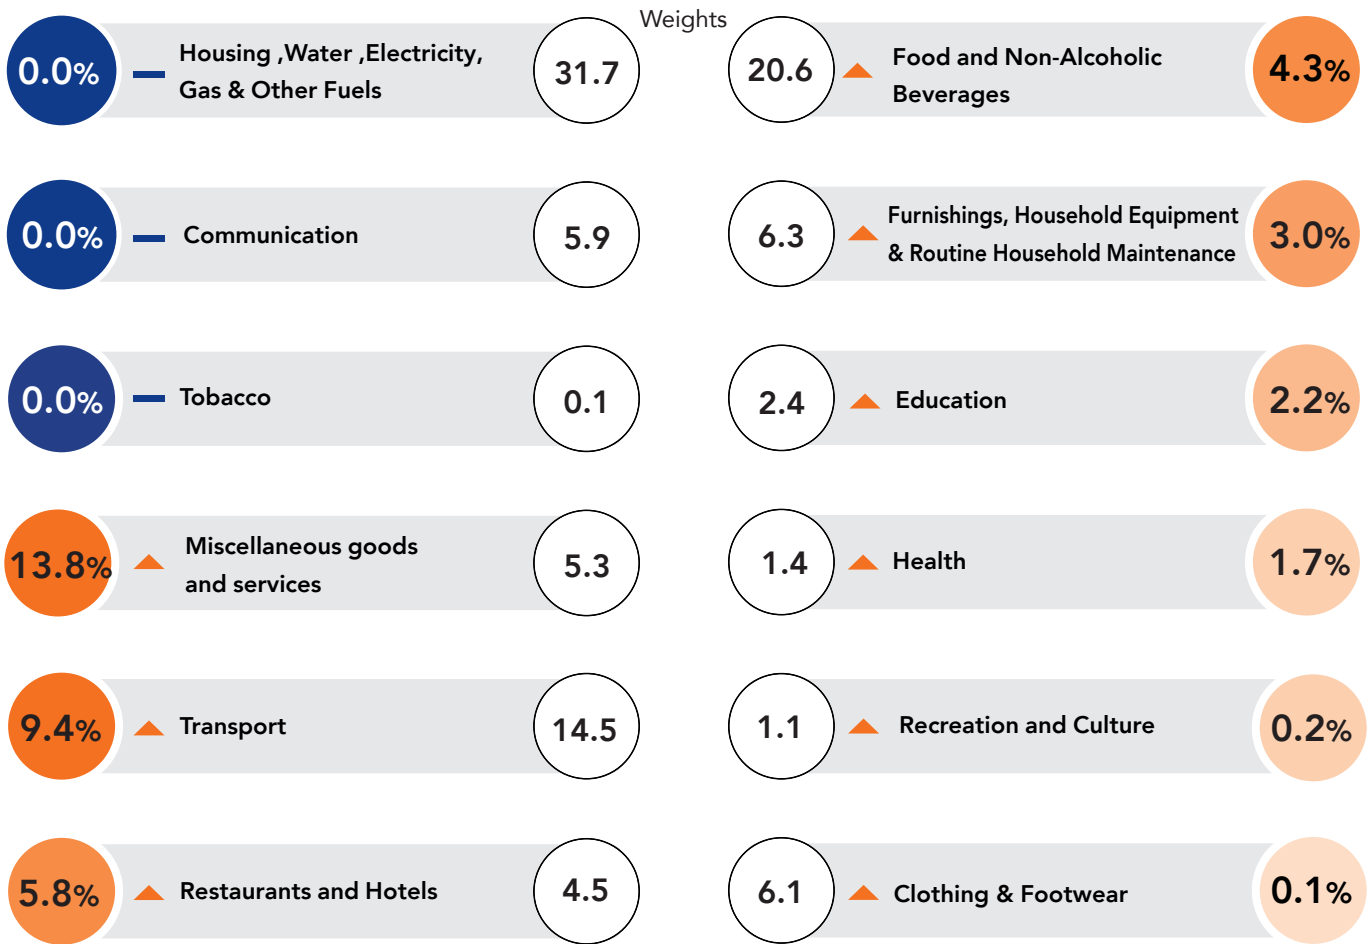 Weights
0.0%
Housing ,Water ,Electricity,
Gas & Other Fuels
31.7
20.6
Food and Non-Alcoholic
Beverages
4.3%
0.0%
Communication
5.9
6.3
Furnishings, Household Equipment
& Routine Household Maintenance
3.0%
0.0%
Tobacco
0.1
2.4
Education
2.2%
13.8%
Miscellaneous goods
and services
5.3
1.4
Health
1.7%
9.4%
Transport
14.5
1.1
Recreation and Culture
0.2%
5.8%
Restaurants and Hotels
4.5
6.1
Clothing & Footwear
0.1%